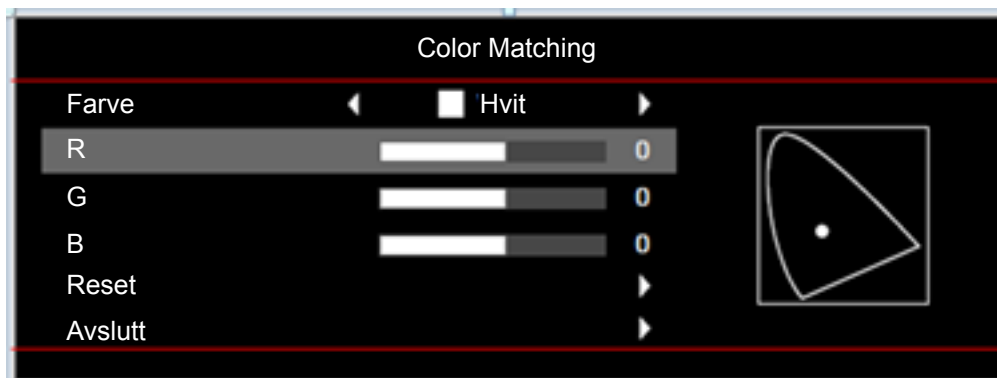 Color Matching
Farve 'Hvit
R 0
G 0
B 0
Reset
Avslutt